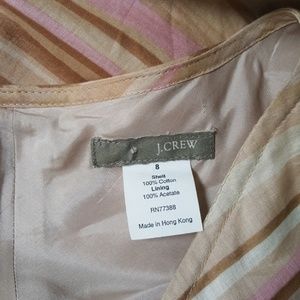 J.CREW
8
Shell
100% Cotton
Lining
100% Acetate
RN77388
Made in Hong Kong